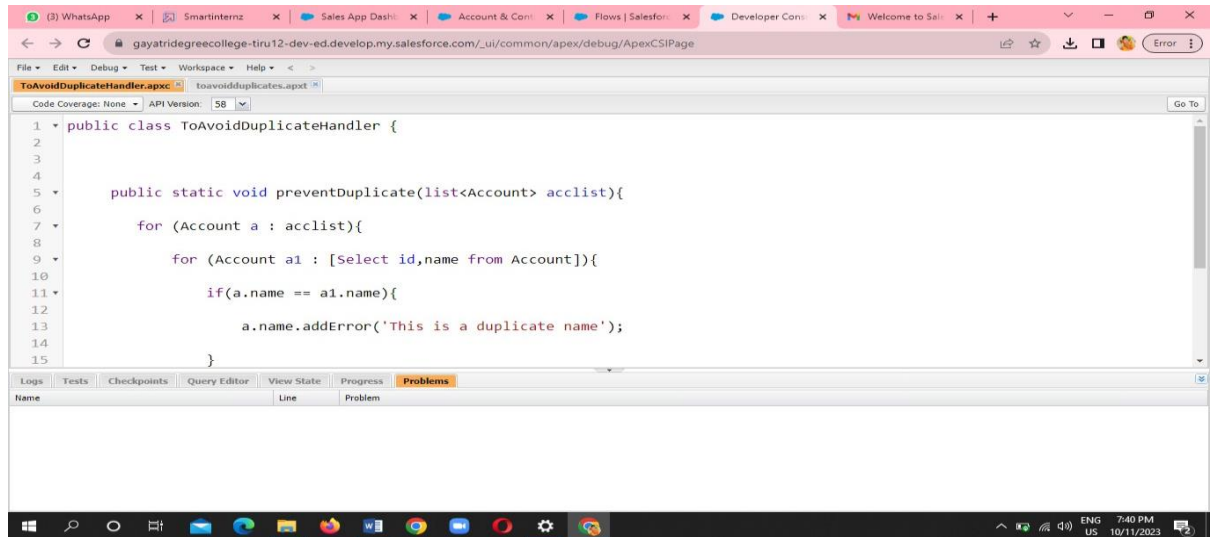 (3) WhatsApp Smartinternz Sales App Dashb Account & Cont Flows | Salesforc Developer Cons Welcome to Sal
gayatridegreecollege-tiru12-dev-ed.develop.my.salesforce.com/_ui/common/apex/debug/ApexCSIPage Error
File Edit Debug Test Workspace Help < >
ToAvoidDuplicateHandler.apxc toavoidduplicates.apxt
Code Coverage: None API Version: 58 Go To
1 public class ToAvoidDuplicateHandler {
2
3
4
5 public static void preventDuplicate(list<Account> acclist){
6
7 for (Account a : acclist){
8
9 for (Account a1 : [Select id,name from Account]){
10
11 if(a.name == a1.name){
12
13 a.name.addError('This is a duplicate name');
14
15 }
Logs Tests Checkpoints Query Editor View State Progress Problems
Name Line Problem
ENG 7:40 PM
US 10/11/2023 2